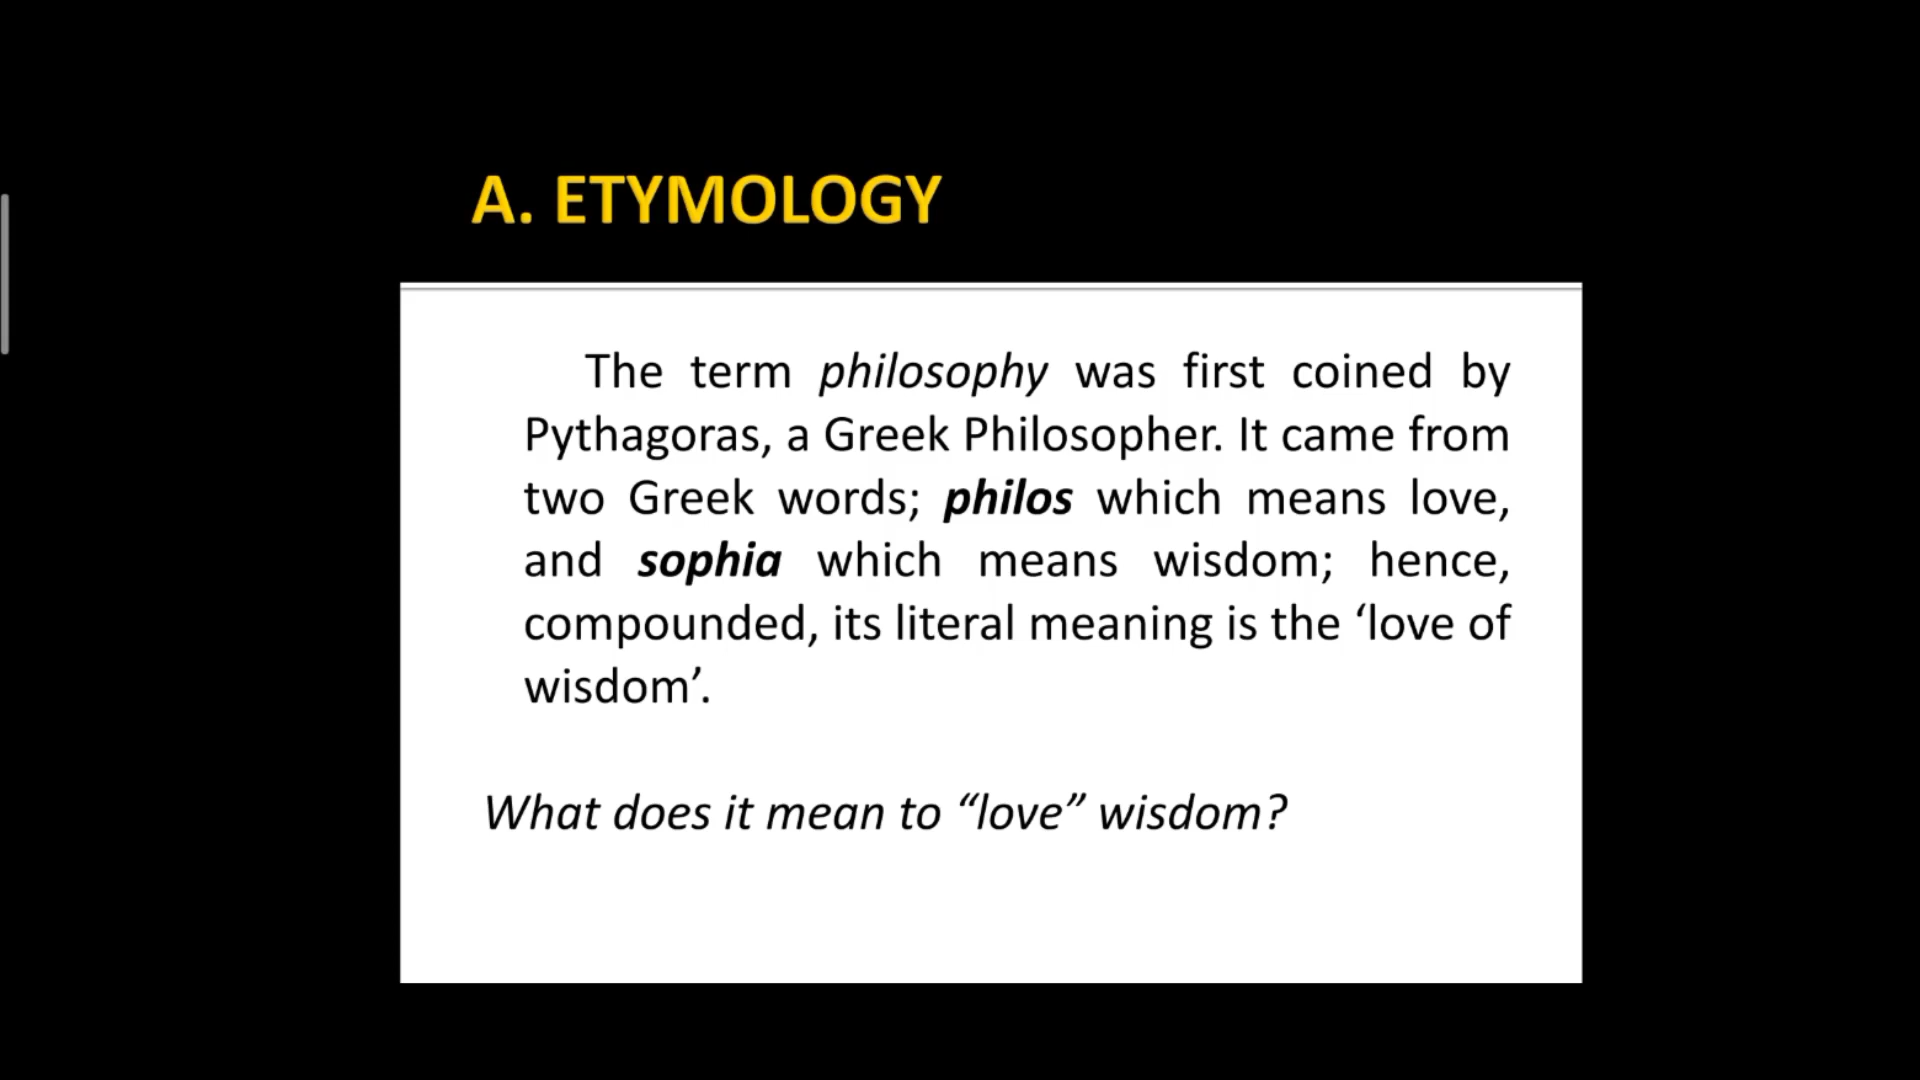 A. ETYMOLOGY
The term philosophy was first coined by
Pythagoras, a Greek Philosopher. It came from
two Greek words; philos which means love,
and sophia which means wisdom; hence,
compounded, its literal meaning is the ‘love of
wisdom’.
What does it mean to “love” wisdom?